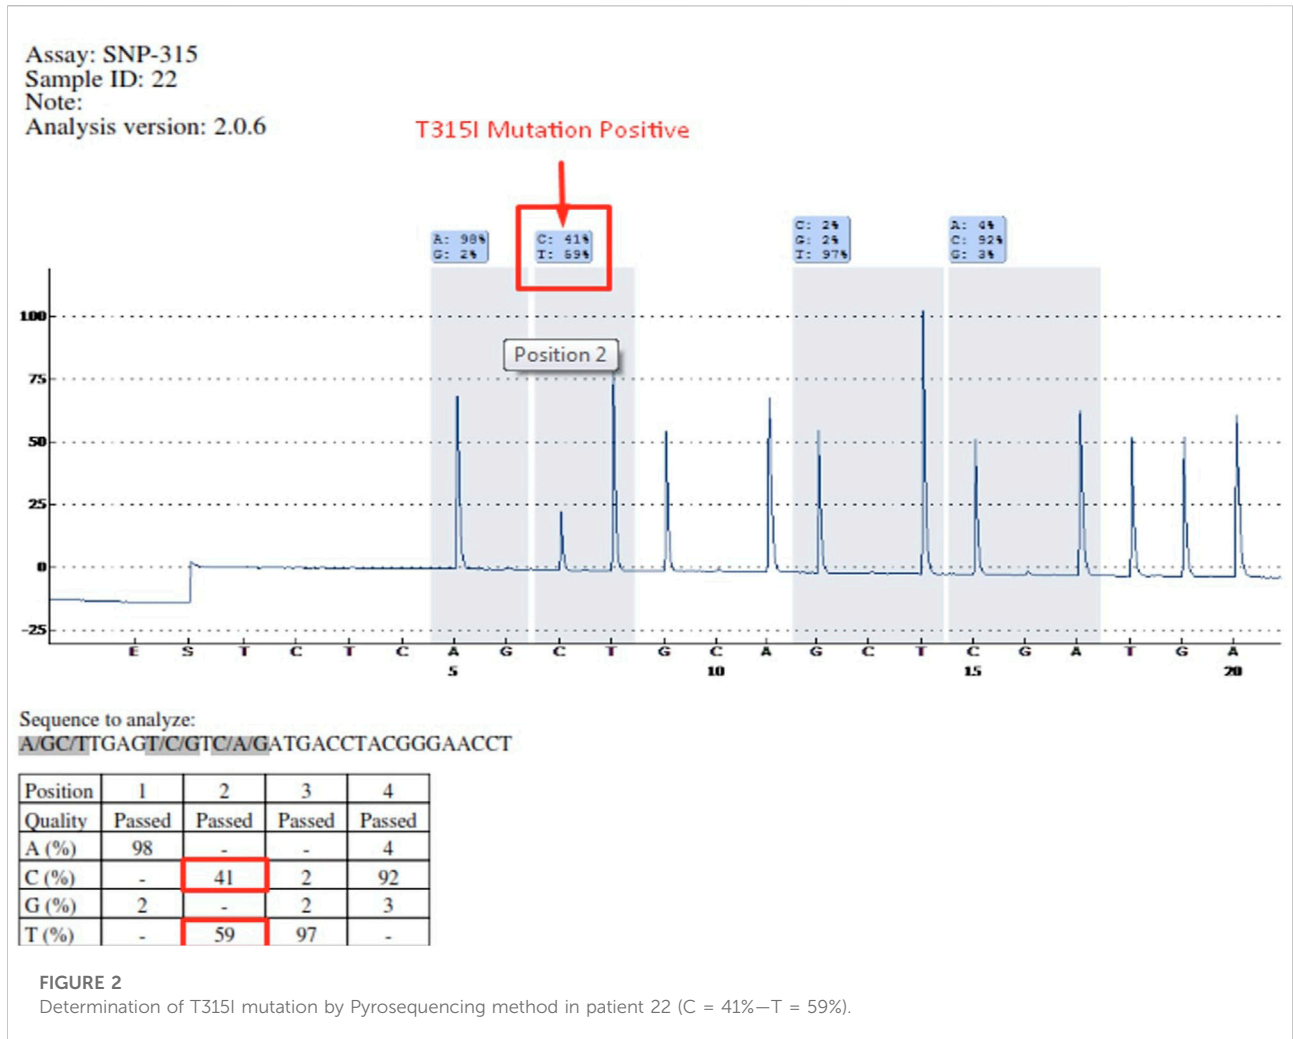 Assay: SNP-315
Sample ID: 22
Note:
Analysis version: 2.0.6
T315I Mutation Positive
A: 98%
G: 2%
C: 41%
T: 59%
C: 2%
G: 2%
T: 97%
A: 4%
C: 92%
G: 3%
100
75
50
25
0
-25
Position 2
E S T C T C A G C T G C A G C T C G A T G A
5 10 15 20
Sequence to analyze:
A/GC/TTGAGT/C/GTC/A/GATGACCTACGGGAACCT
Position 1 2 3 4
Quality Passed Passed Passed Passed
A (%) 98 - - 4
C (%) - 41 2 92
G (%) 2 - 2 3
T (%) - 59 97 -
FIGURE 2
Determination of T315I mutation by Pyrosequencing method in patient 22 (C = 41%—T = 59%).